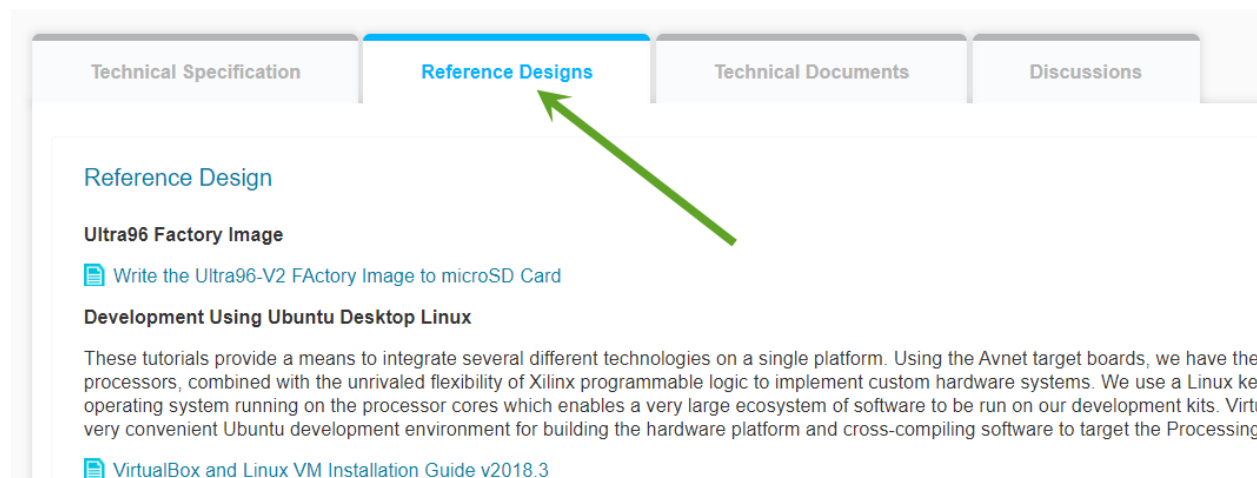 Technical Specification Reference Designs Technical Documents Discussions
Reference Design
Ultra96 Factory Image
Write the Ultra96-V2 FActory Image to microSD Card
Development Using Ubuntu Desktop Linux
These tutorials provide a means to integrate several different technologies on a single platform. Using the Avnet target boards, we have the
processors, combined with the unrivaled flexibility of Xilinx programmable logic to implement custom hardware systems. We use a Linux ke
operating system running on the processor cores which enables a very large ecosystem of software to be run on our development kits. Virtu
very convenient Ubuntu development environment for building the hardware platform and cross-compiling software to target the Processing
VirtualBox and Linux VM Installation Guide v2018.3